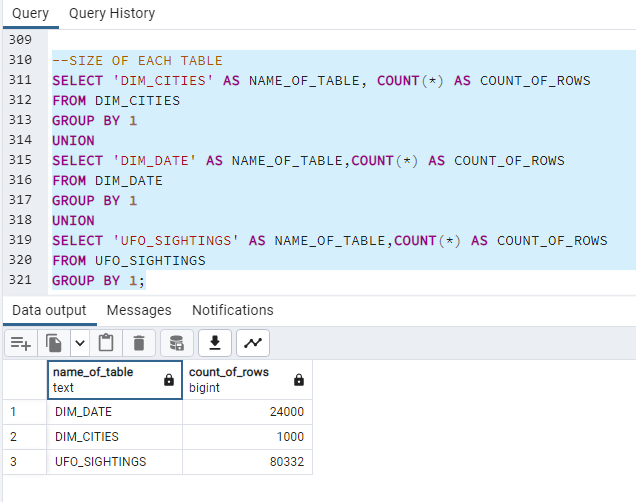 Query Query History
309
310 --SIZE OF EACH TABLE
311 SELECT 'DIM_CITIES' AS NAME_OF_TABLE, COUNT(*) AS COUNT_OF_ROWS
312 FROM DIM_CITIES
313 GROUP BY 1
314 UNION
315 SELECT 'DIM_DATE' AS NAME_OF_TABLE,COUNT(*) AS COUNT_OF_ROWS
316 FROM DIM_DATE
317 GROUP BY 1
318 UNION
319 SELECT 'UFO_SIGHTINGS' AS NAME_OF_TABLE,COUNT(*) AS COUNT_OF_ROWS
320 FROM UFO_SIGHTINGS
321 GROUP BY 1;
Data output Messages Notifications
name_of_table count_of_rows
text bigint
1 DIM_DATE 24000
2 DIM_CITIES 1000
3 UFO_SIGHTINGS 80332